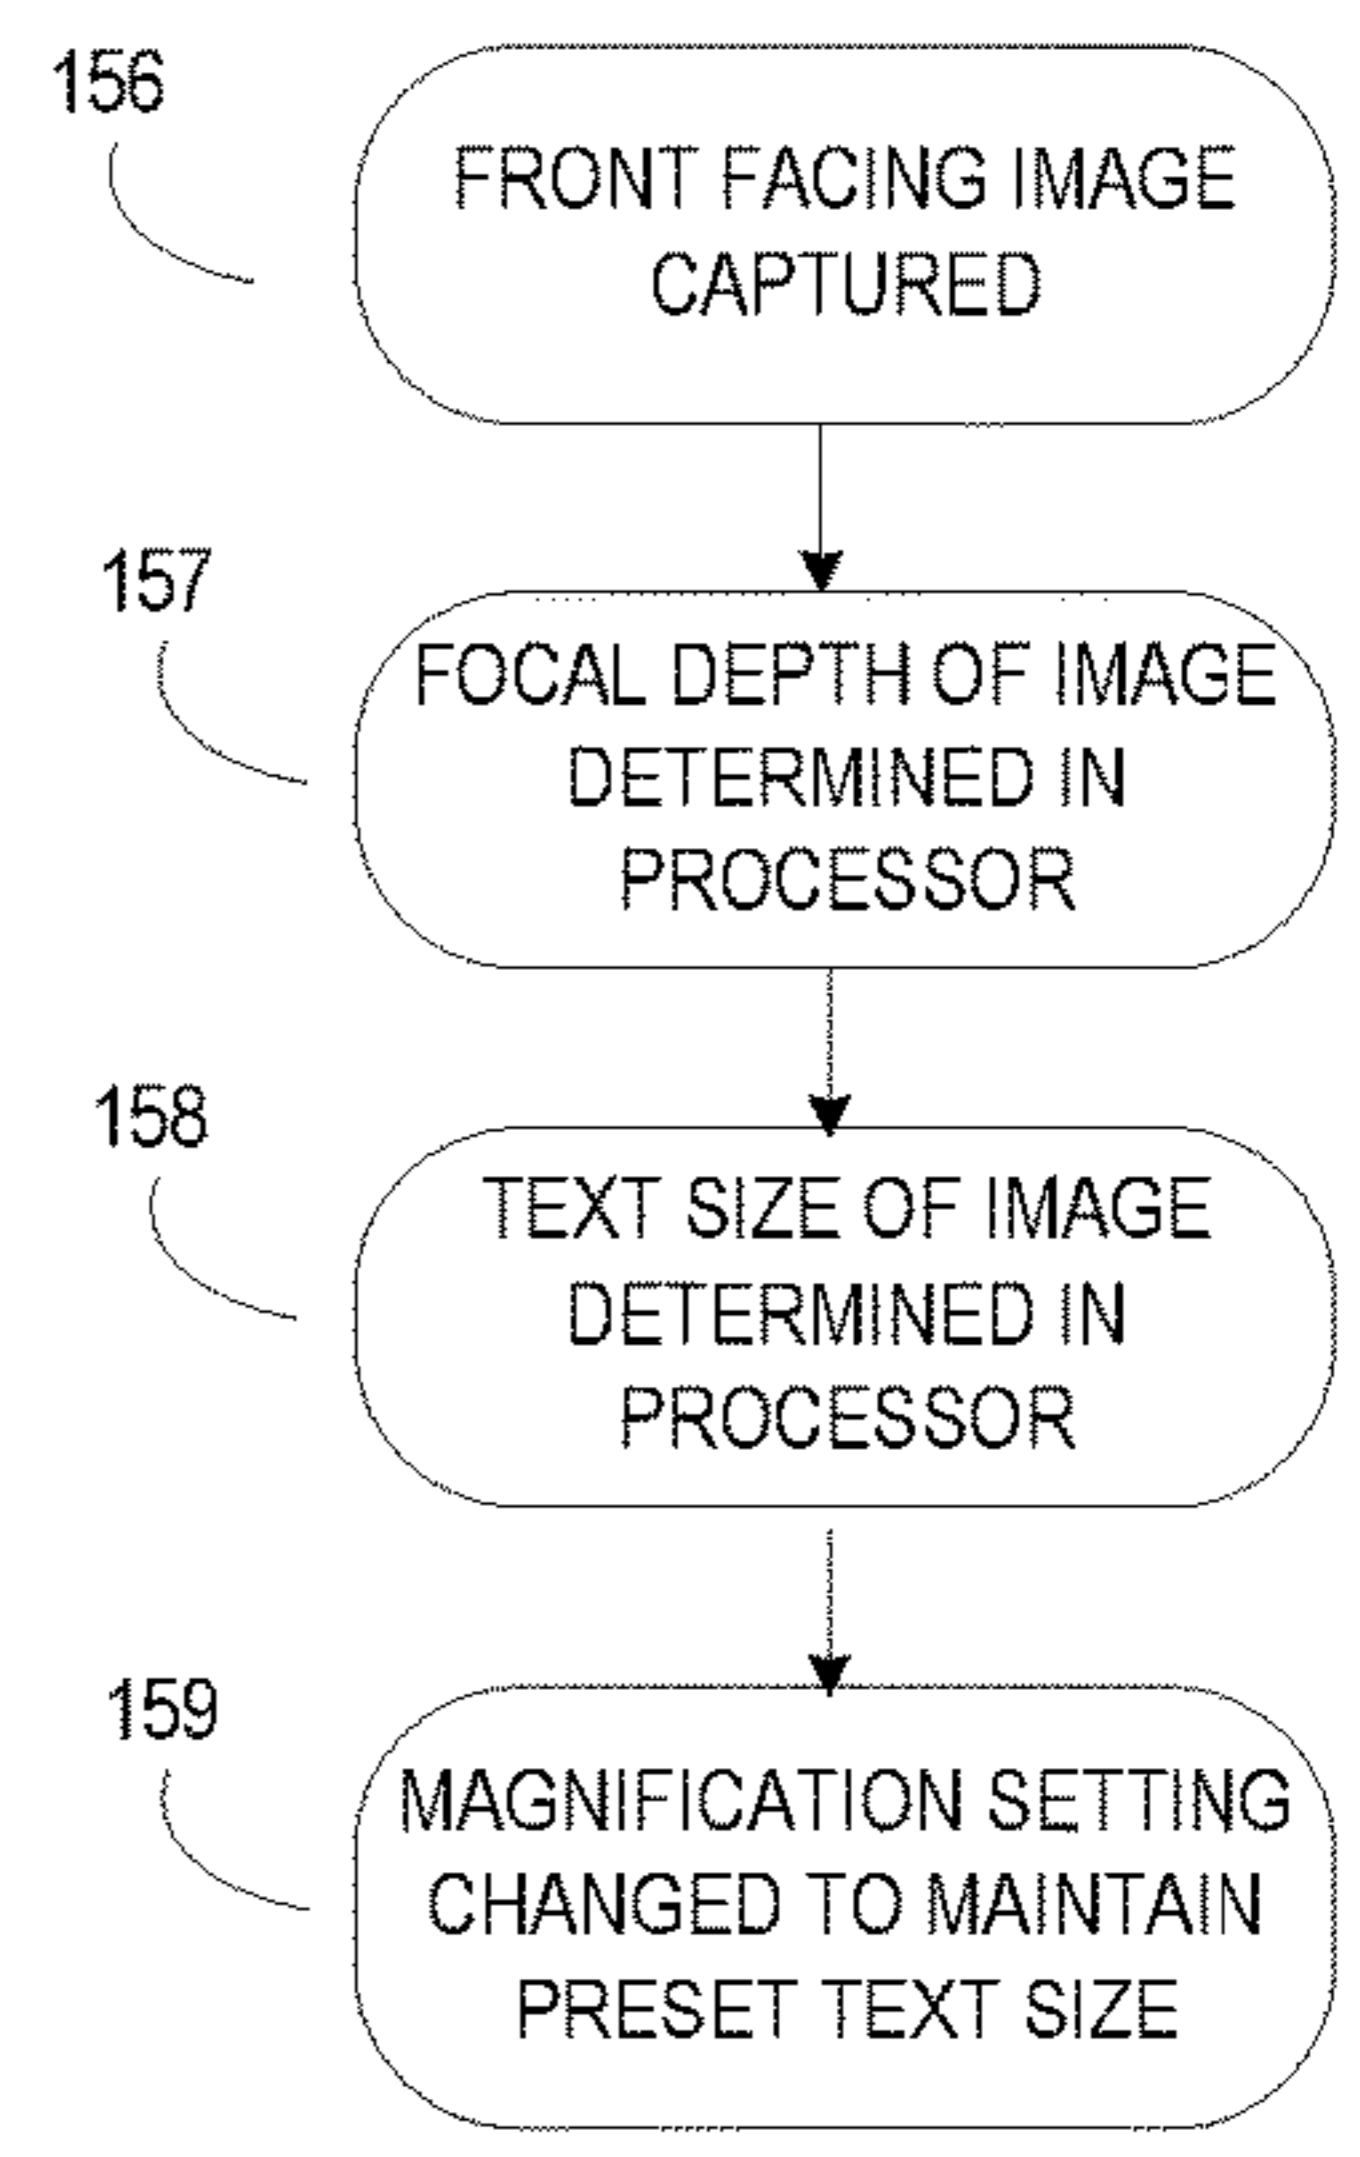 156
FRONT FACING IMAGE
CAPTURED
157
FOCAL DEPTH OF IMAGE
DETERMINED IN
PROCESSOR
158
TEXT SIZE OF IMAGE
DETERMINED IN
PROCESSOR
159
MAGNIFICATION SETTING
CHANGED TO MAINTAIN
PRESET TEXT SIZE